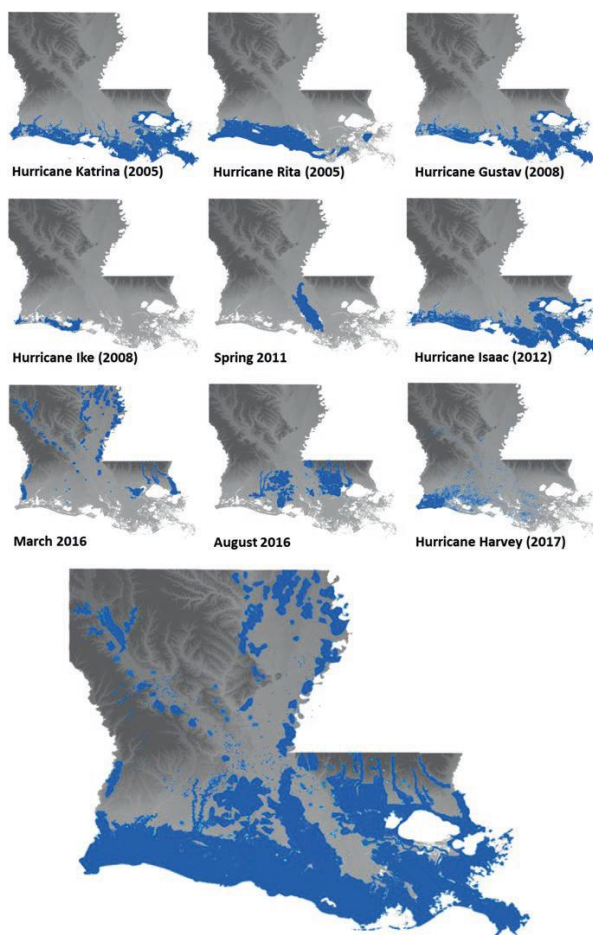 Hurricane Katrina (2005)
Hurricane Rita (2005)
Hurricane Gustav (2008)
Hurricane Ike (2008)
Spring 2011
Hurricane Isaac (2012)
March 2016
August 2016
Hurricane Harvey (2017)